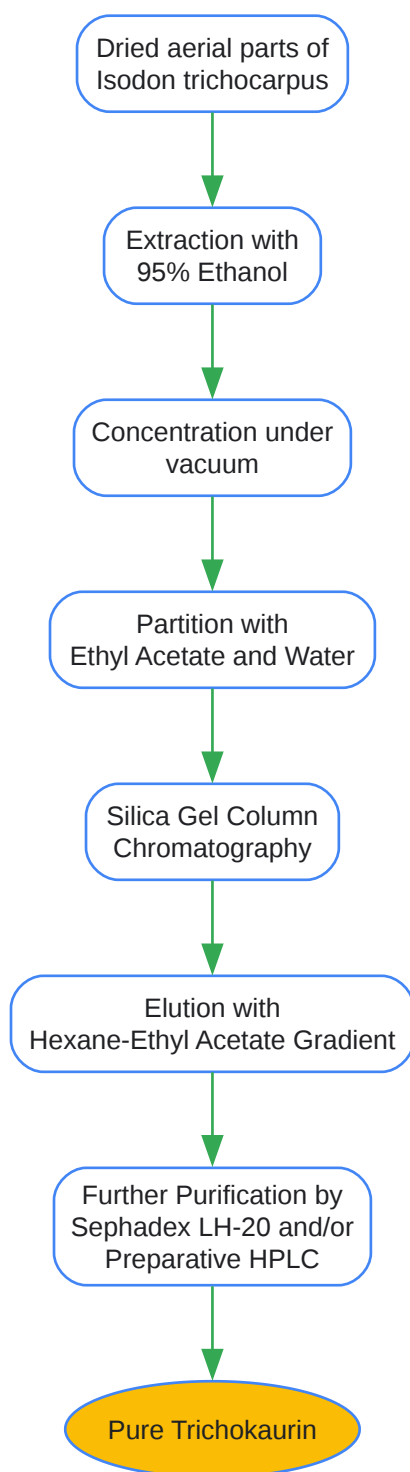 Dried aerial parts of
Isodon trichocarpus
Extraction with
95% Ethanol
Concentration under
vacuum
Partition with
Ethyl Acetate and Water
Silica Gel Column
Chromatography
Elution with
Hexane-Ethyl Acetate Gradient
Further Purification by
Sephadex LH-20 and/or
Preparative HPLC
Pure Trichokaurin